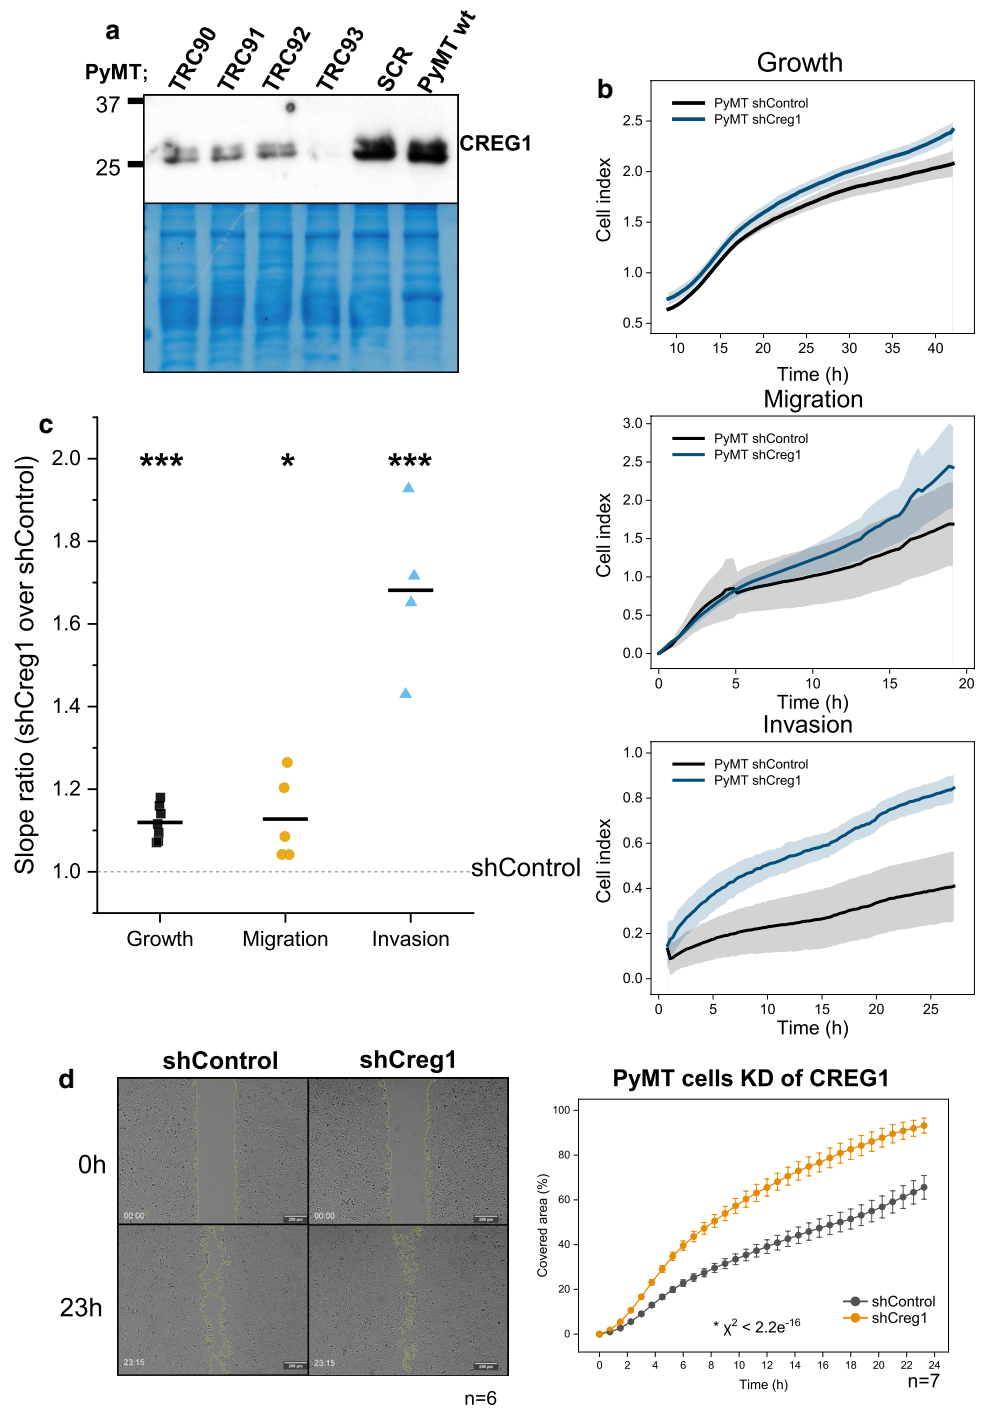 a
PyMT; TRC90 TRC91 TRC92 TRC93 SCR PyMT wt
37
25
CREG1
b
Growth
PyMT shControl
PyMT shCreg1
Cell index
2.5
2.0
1.5
1.0
0.5
10 15 20 25 30 35 40
Time (h)
Migration
PyMT shControl
PyMT shCreg1
Cell index
3.0
2.5
2.0
1.5
1.0
0.5
0.0
0 5 10 15 20
Time (h)
Invasion
PyMT shControl
PyMT shCreg1
Cell index
1.0
0.8
0.6
0.4
0.2
0.0
0 5 10 15 20 25
Time (h)
c
Slope ratio (shCreg1 over shControl)
*** * ***
2.0
1.8
1.6
1.4
1.2
1.0
shControl
Growth Migration Invasion
d
shControl shCreg1
0h
00:00 200 µm 00:00 200 µm
23h
23:15 200 µm 23:15 200 µm
n=6
PyMT cells KD of CREG1
Covered area (%)
100
80
60
40
20
0
shControl
shCreg1
* χ² < 2.2e⁻¹⁶
0 2 4 6 8 10 12 14 16 18 20 22 24
Time (h)
n=7